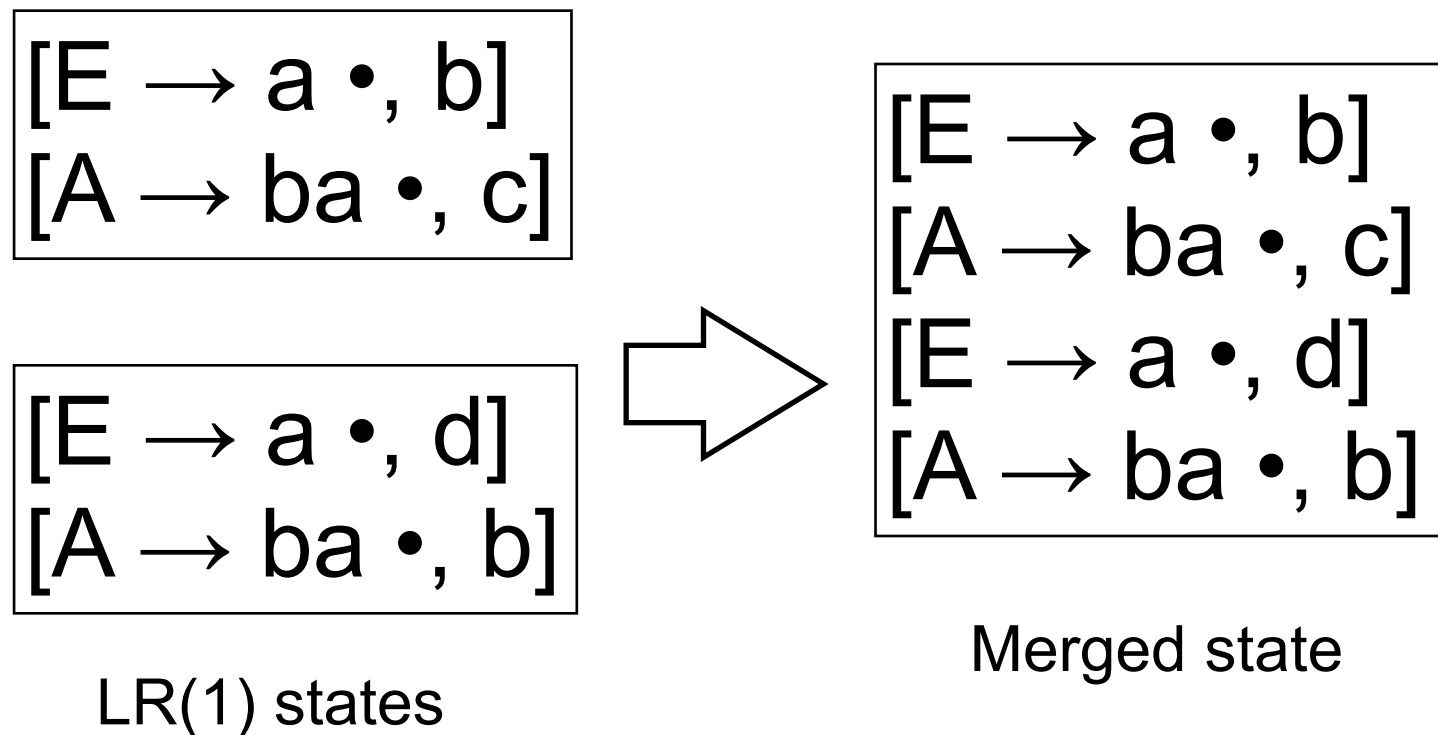 [E → a •, b]
[A → ba •, c]
[E → a •, d]
[A → ba •, b]
LR(1) states
[E → a •, b]
[A → ba •, c]
[E → a •, d]
[A → ba •, b]
Merged state